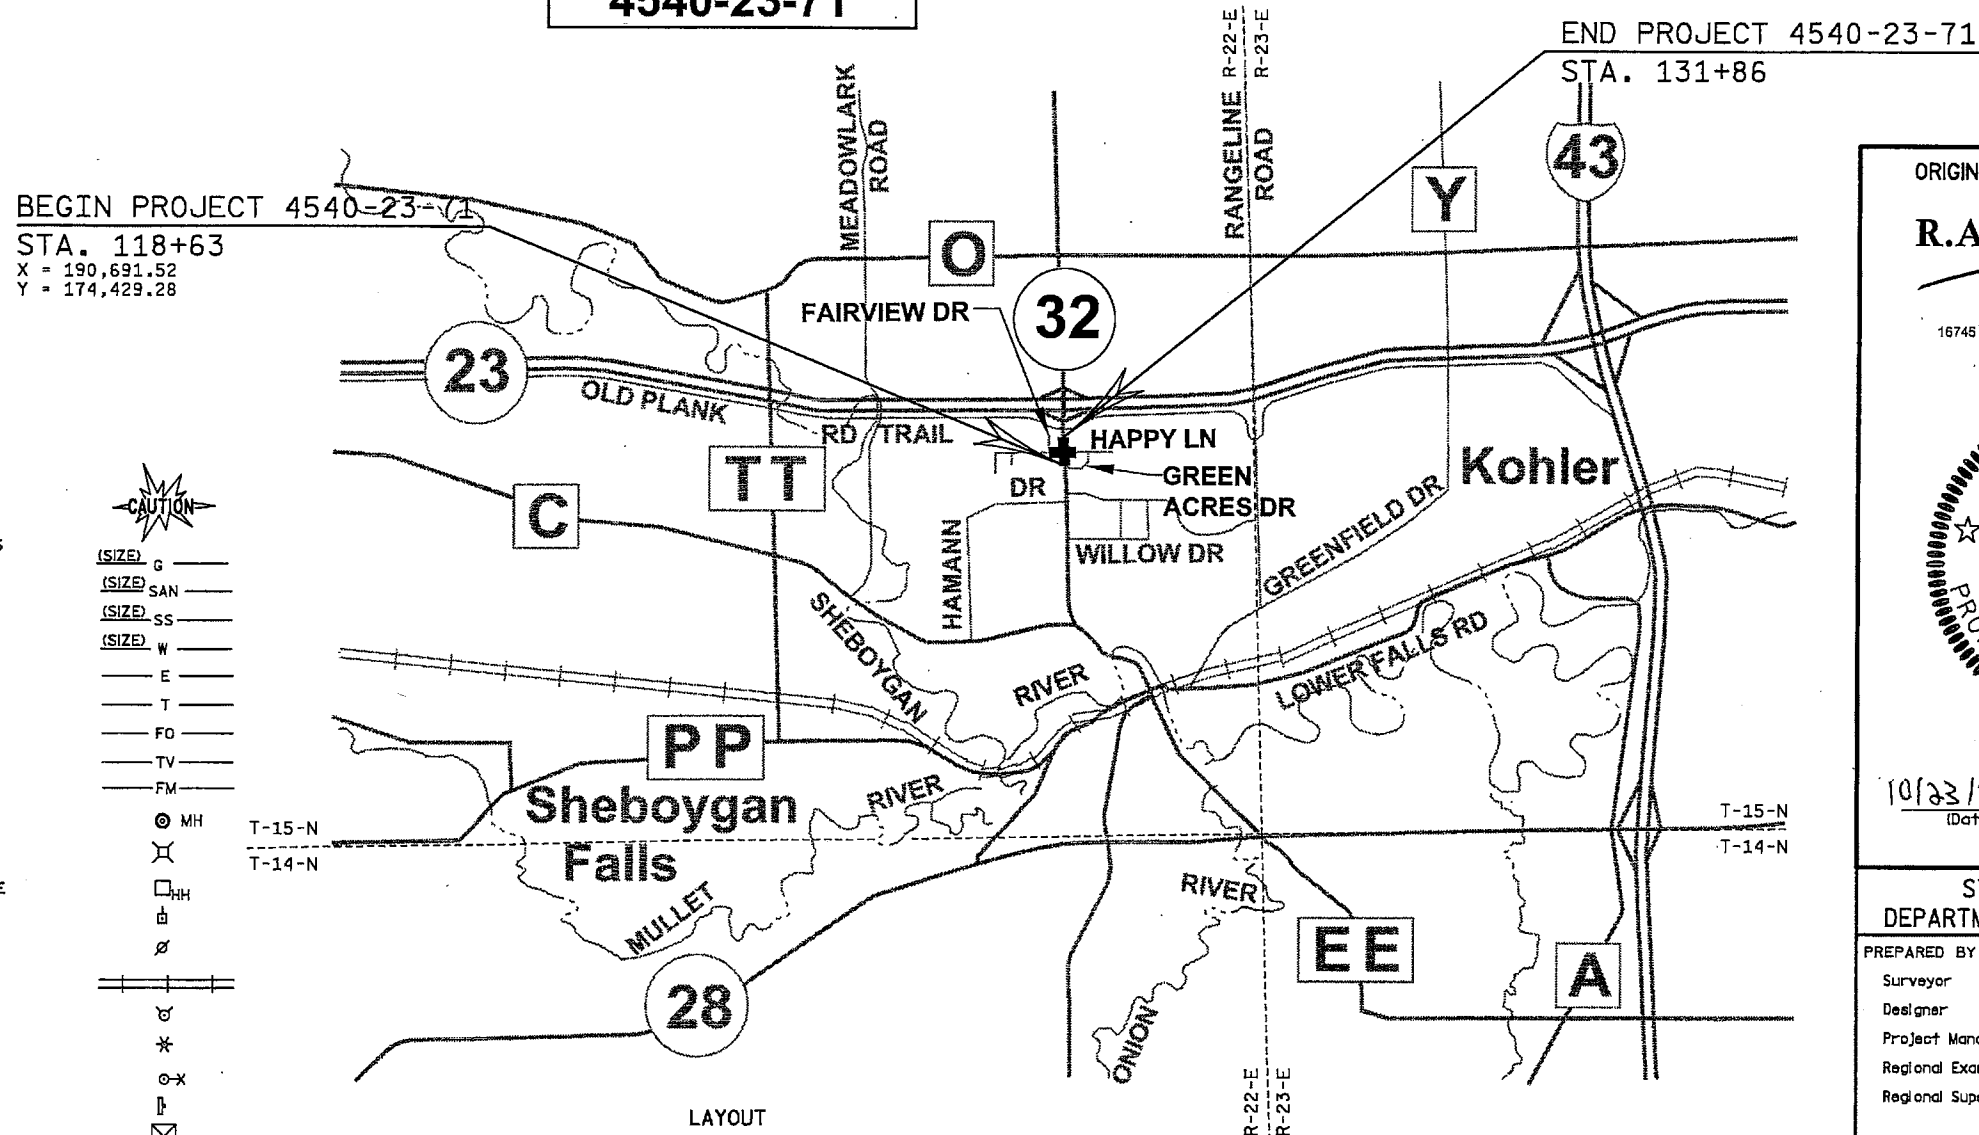 4540-23-71
R-22-E
R-23-E
END PROJECT 4540-23-71
STA. 131+86
MEADOWLARK
ROAD
RANGELINE
ROAD
43
Y
BEGIN PROJECT 4540-23-71
STA. 118+63
X = 190,691.52
Y = 174,429.28
O
32
FAIRVIEW DR
23
OLD PLANK
RD TRAIL
HAPPY LN
TT
DR
GREEN
ACRES DR
Kohler
C
HAMANN
WILLOW DR
GREENFIELD DR
CAUTION
(SIZE) G
(SIZE) SAN
(SIZE) SS
(SIZE) W
E
T
FO
TV
FM
MH
HH
SHEBOYGAN
RIVER
LOWER FALLS RD
PP
Sheboygan
Falls
RIVER
MULLET
T-15-N
T-14-N
T-15-N
T-14-N
RIVER
ONION
EE
A
28
R-22-E
R-23-E
LAYOUT
ORIGIN
R.A
16745
PRO
10/23/
(Dat
ST
DEPARTM
PREPARED BY
Surveyor
Designer
Project Mana
Regional Exa
Regional Supe